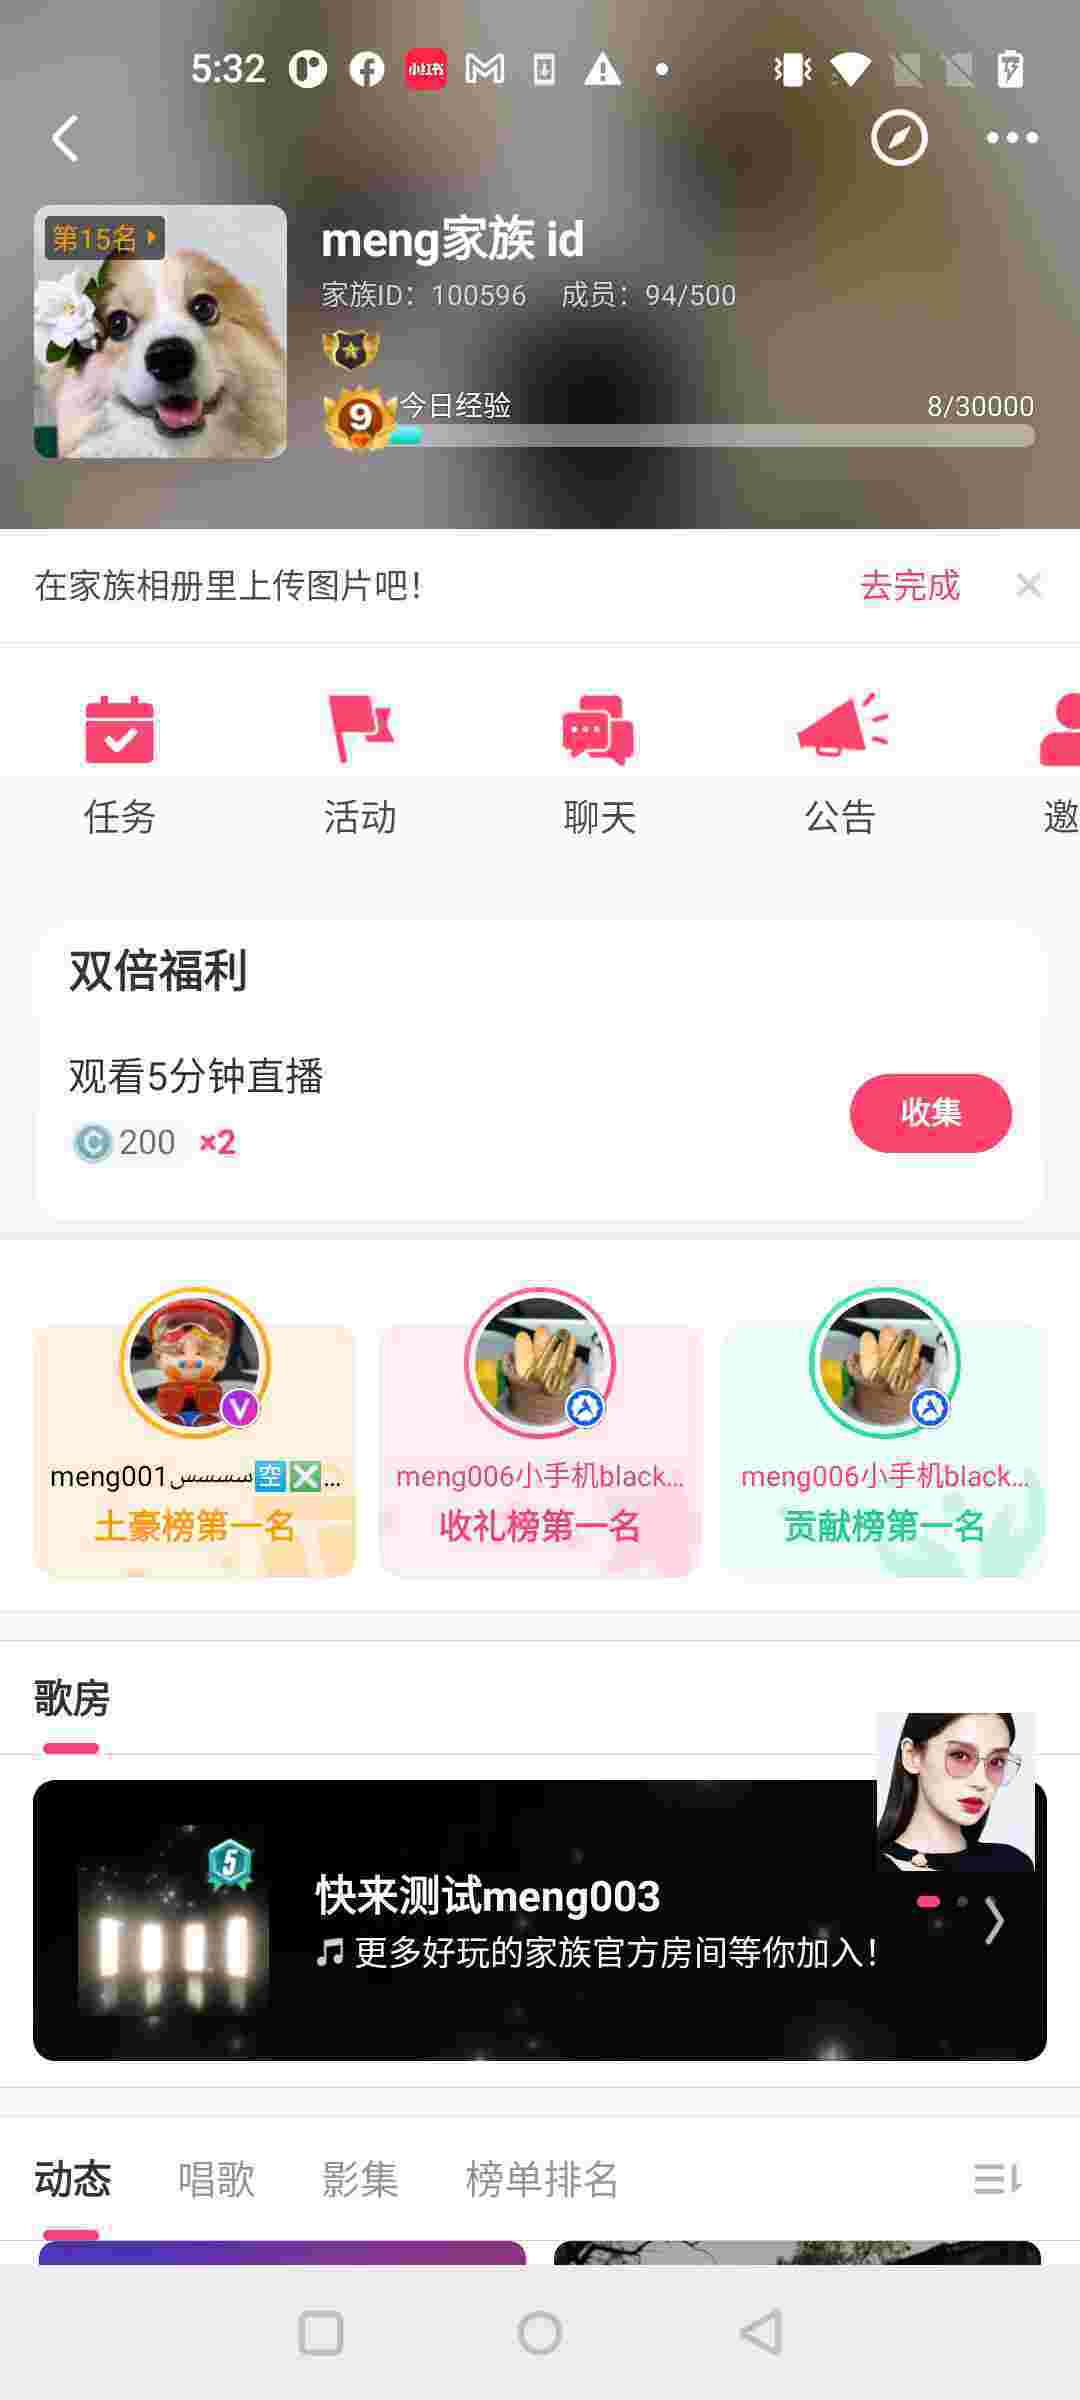 5:32
小红书
第15名
meng家族 id
家族ID：100596 成员：94/500
9
今日经验 8/30000
在家族相册里上传图片吧！ 去完成
任务 活动 聊天 公告 邀
双倍福利
观看5分钟直播
200 ×2
收集
meng001سسسس🈳❎...
土豪榜第一名
meng006小手机black...
收礼榜第一名
meng006小手机black...
贡献榜第一名
歌房
5
快来测试meng003
更多好玩的家族官方房间等你加入！
动态 唱歌 影集 榜单排名